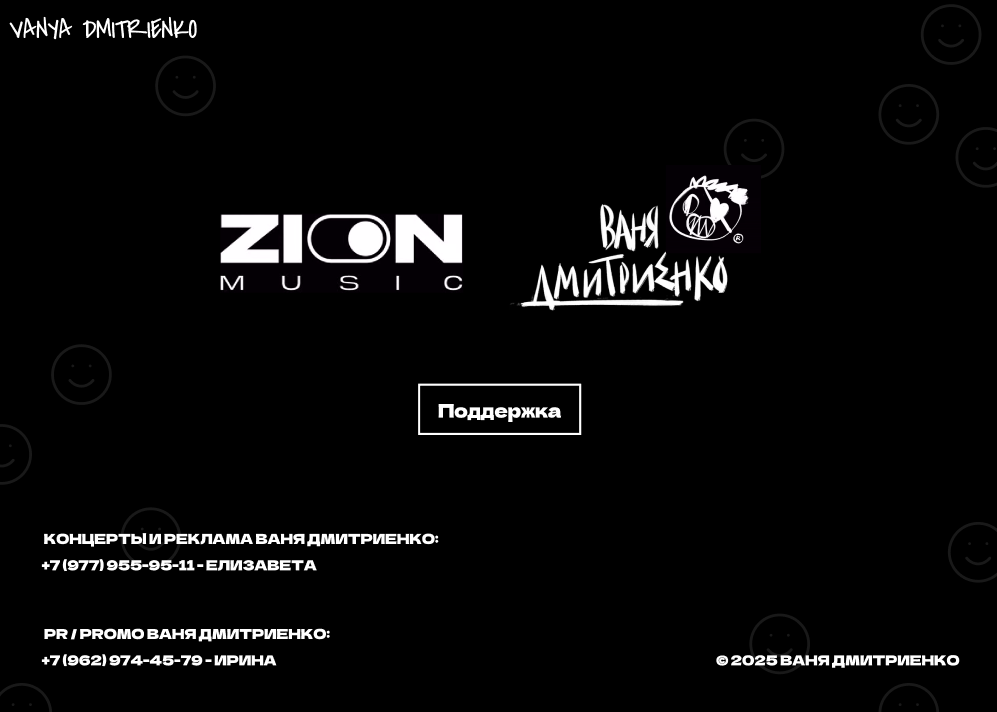 VANYA DMITRIENKO
ZION
MUSIC
ВАНЯ
ДМИТРИЕНКО
®
Поддержка
КОНЦЕРТЫ И РЕКЛАМА ВАНЯ ДМИТРИЕНКО:
+7 (977) 955-95-11 - ЕЛИЗАВЕТА
PR / PROMO ВАНЯ ДМИТРИЕНКО:
+7 (962) 974-45-79 - ИРИНА
© 2025 ВАНЯ ДМИТРИЕНКО